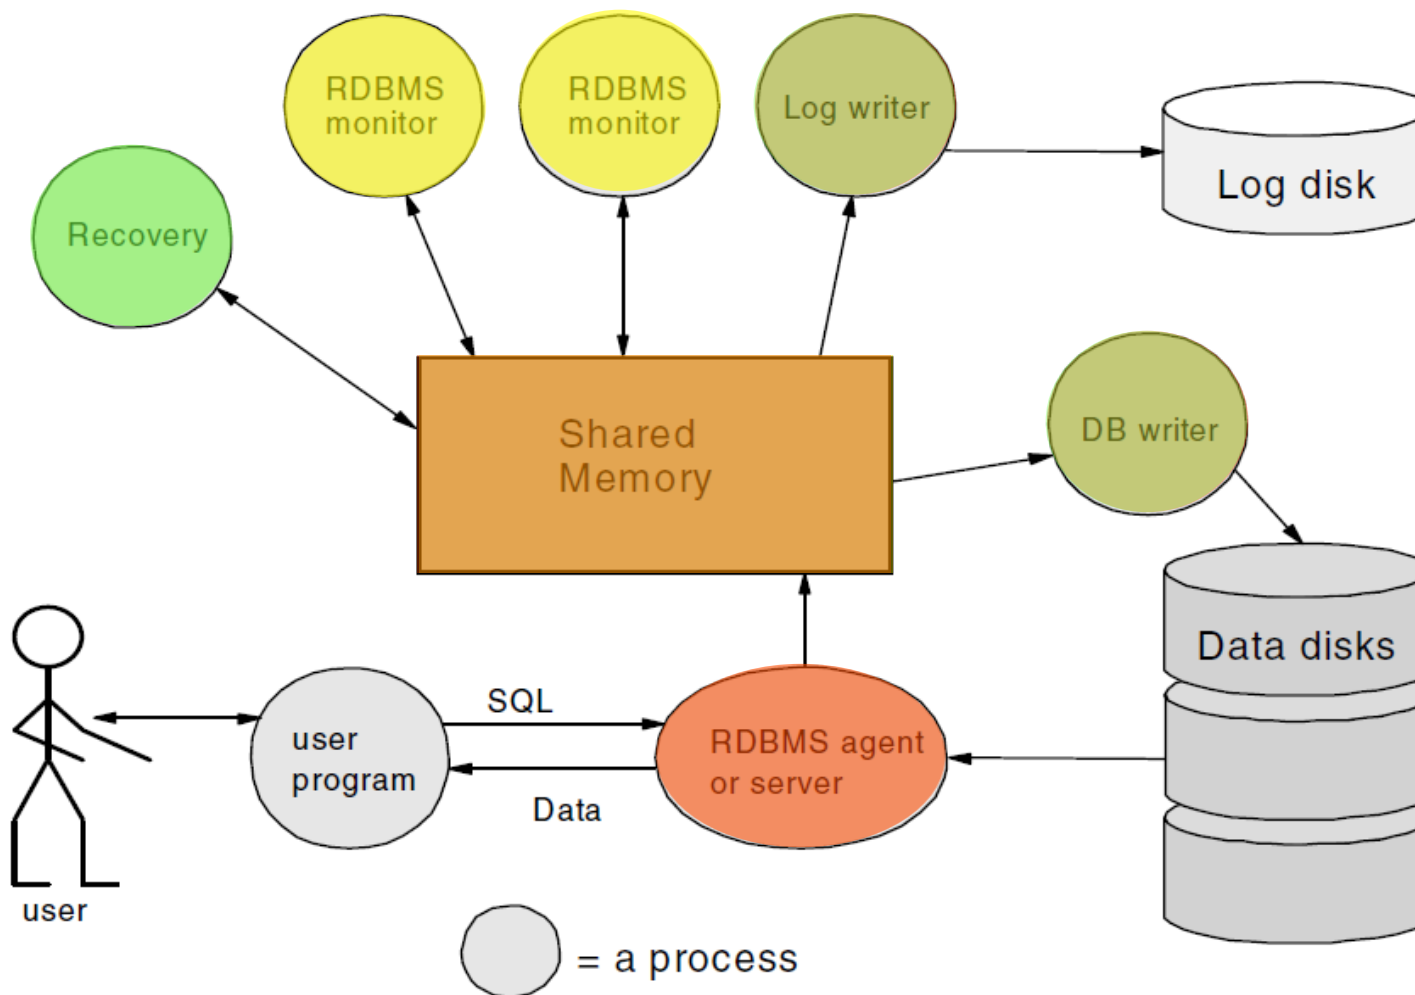 RDBMS
monitor
RDBMS
monitor
Log writer
Log disk
Recovery
Shared
Memory
DB writer
Data disks
SQL
user
program
RDBMS agent
or server
Data
user
= a process